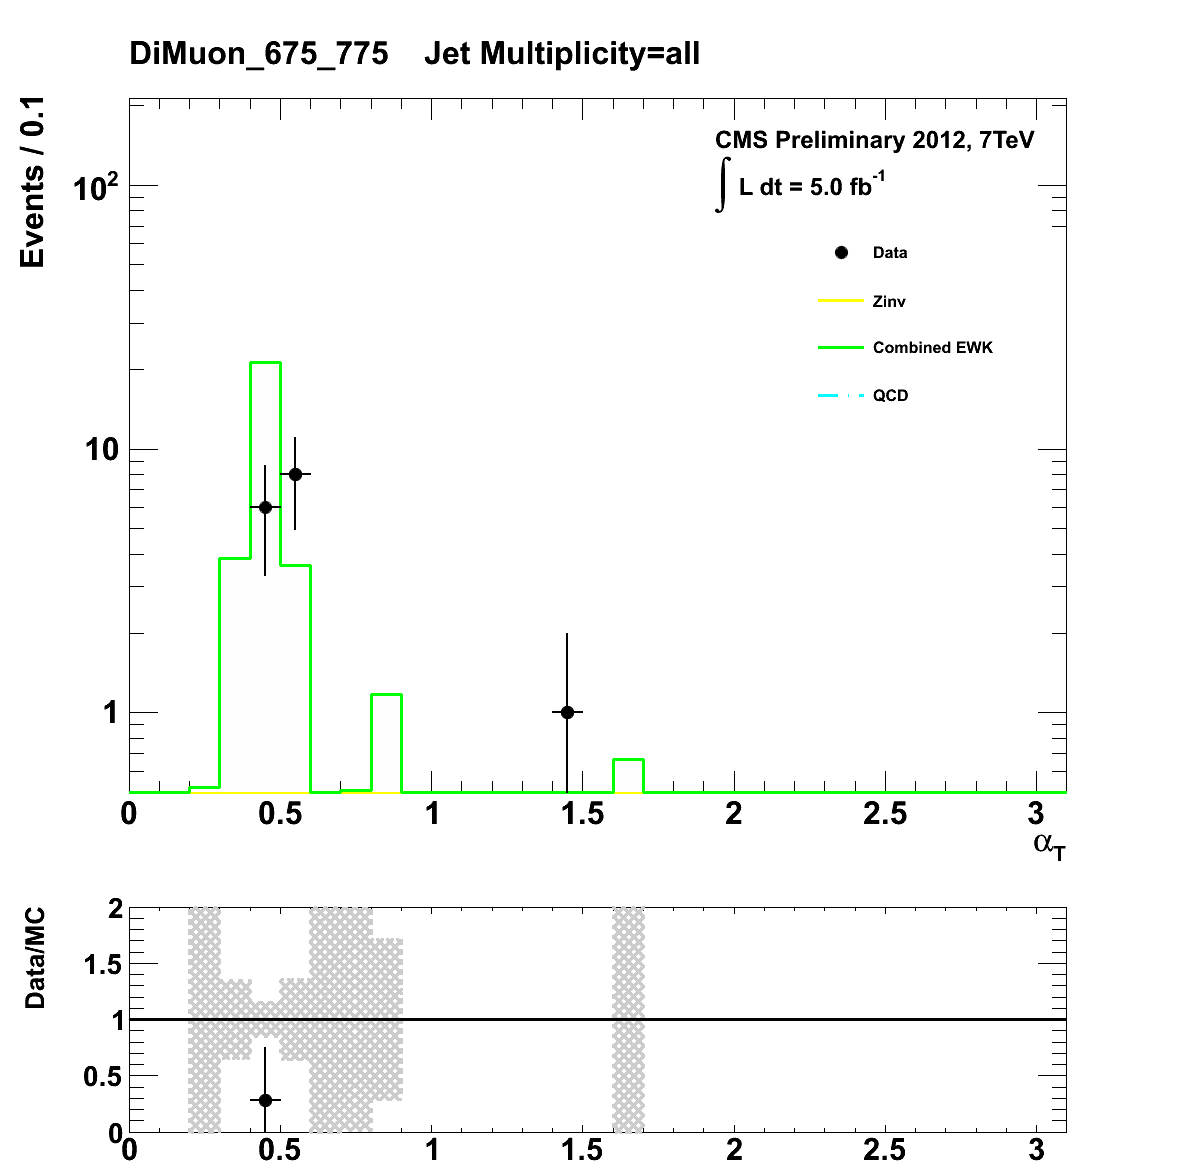 DiMuon_675_775 Jet Multiplicity=all
Events / 0.1
CMS Preliminary 2012, 7TeV
∫ L dt = 5.0 fb⁻¹
Data
Zinv
Combined EWK
QCD
10²
10
1
0 0.5 1 1.5 2 2.5 3
α_T
Data/MC
2
1.5
1
0.5
0
0 0.5 1 1.5 2 2.5 3